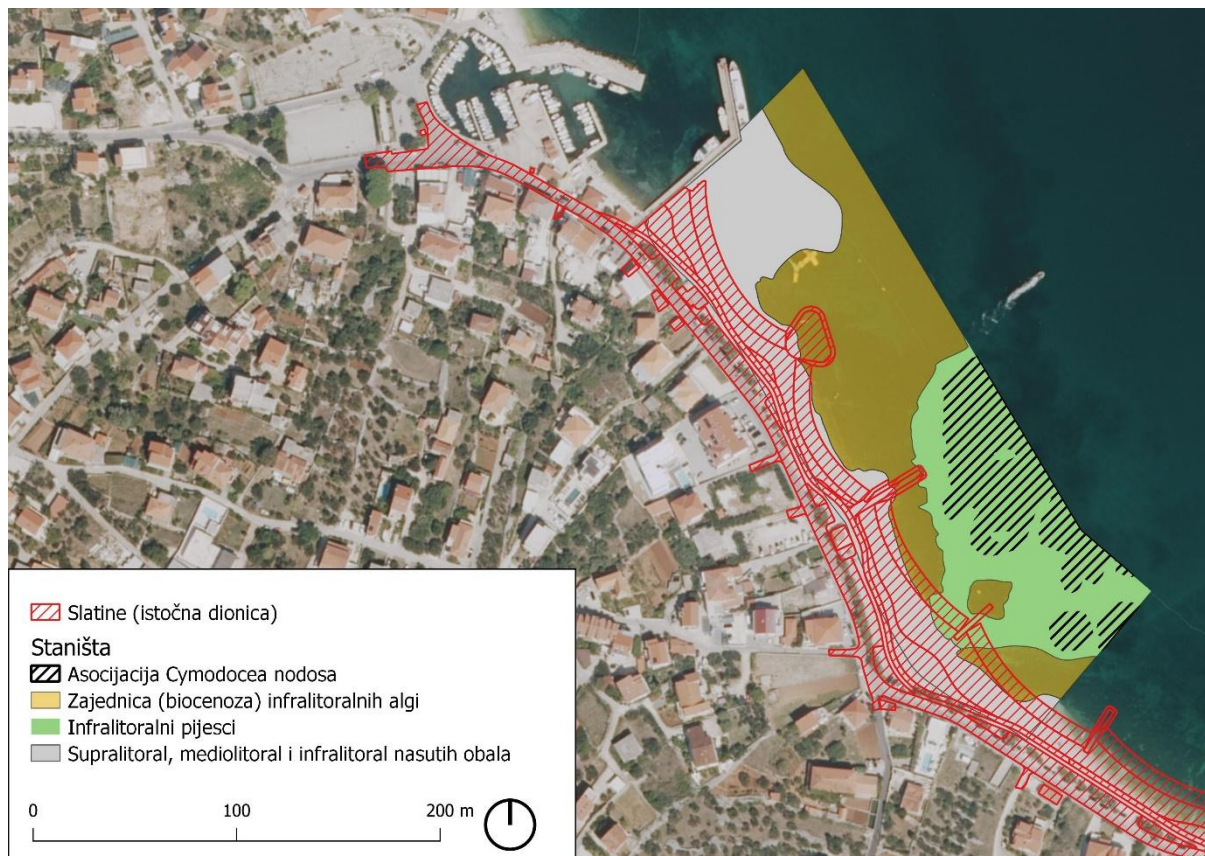 Slatine (istočna dionica)
Staništa
Asocijacija Cymodocea nodosa
Zajednica (biocenoza) infralitoralnih algi
Infralitoralni pijesci
Supralitoral, mediolitoral i infralitoral nasutih obala
0 100 200 m